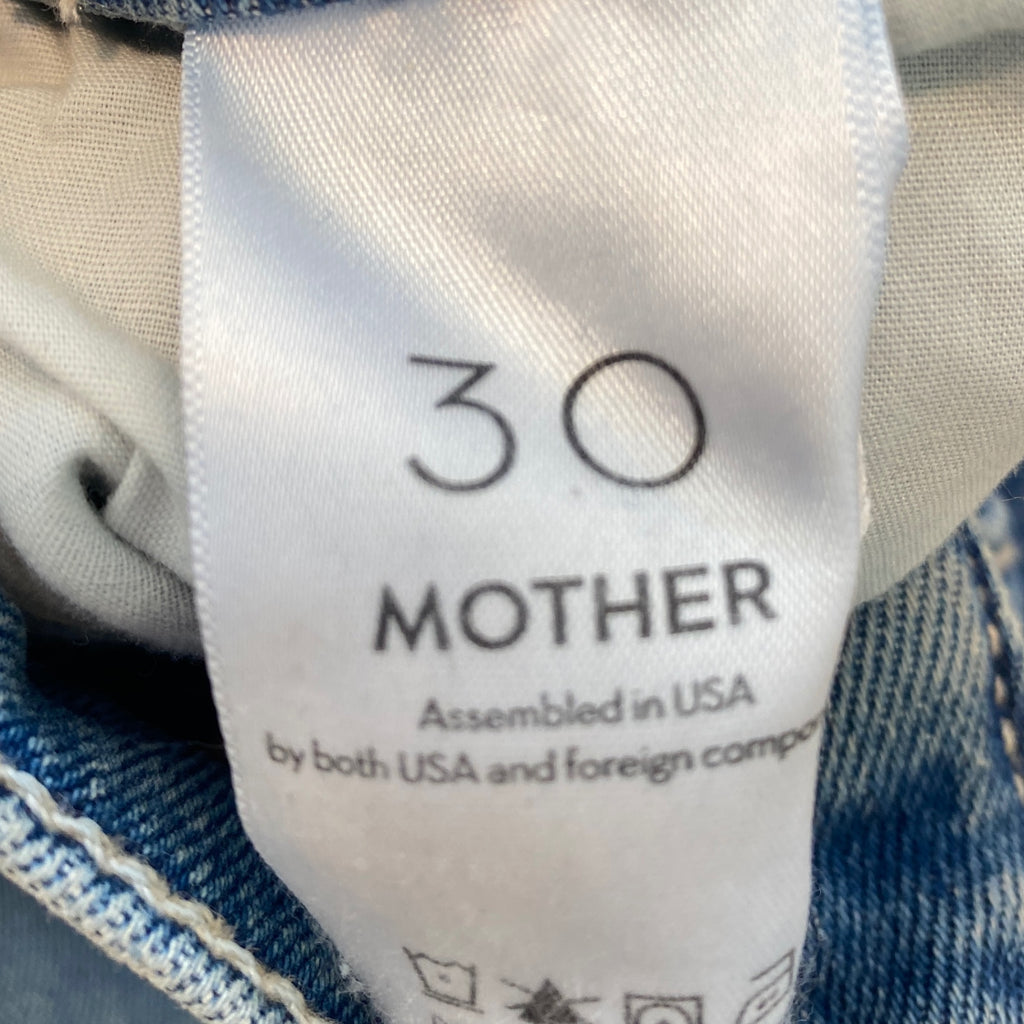 30
MOTHER
Assembled in USA
by both USA and foreign